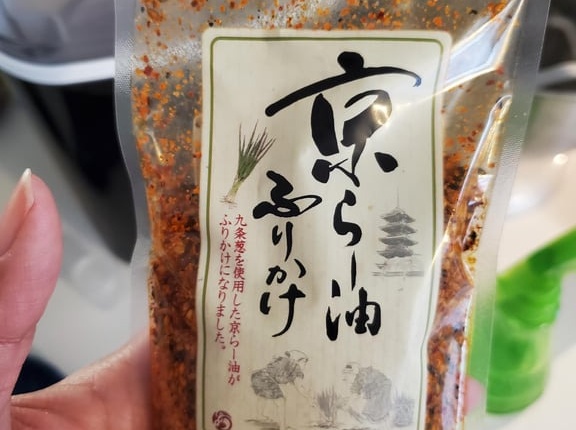 京らー油
ふりかけ
九条葱を使用した京らー油が
ふりかけになりました。